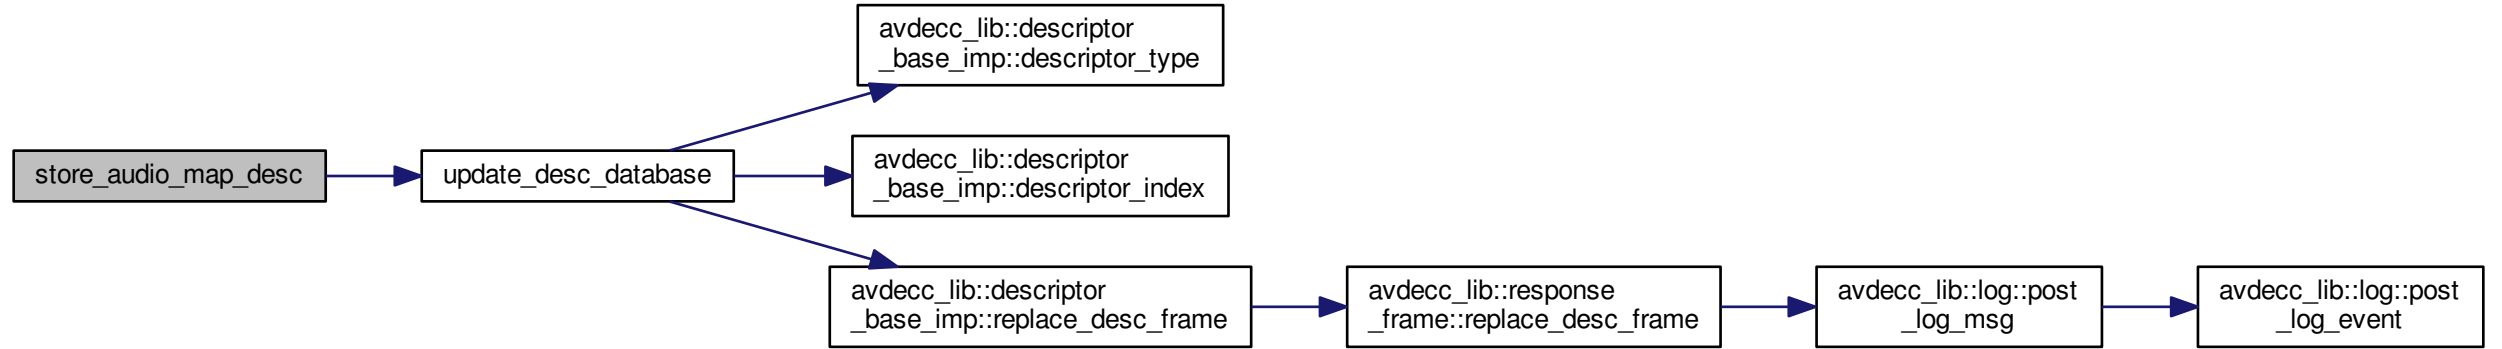 store_audio_map_desc
update_desc_database
avdecc_lib::descriptor
_base_imp::descriptor_type
avdecc_lib::descriptor
_base_imp::descriptor_index
avdecc_lib::descriptor
_base_imp::replace_desc_frame
avdecc_lib::response
_frame::replace_desc_frame
avdecc_lib::log::post
_log_msg
avdecc_lib::log::post
_log_event